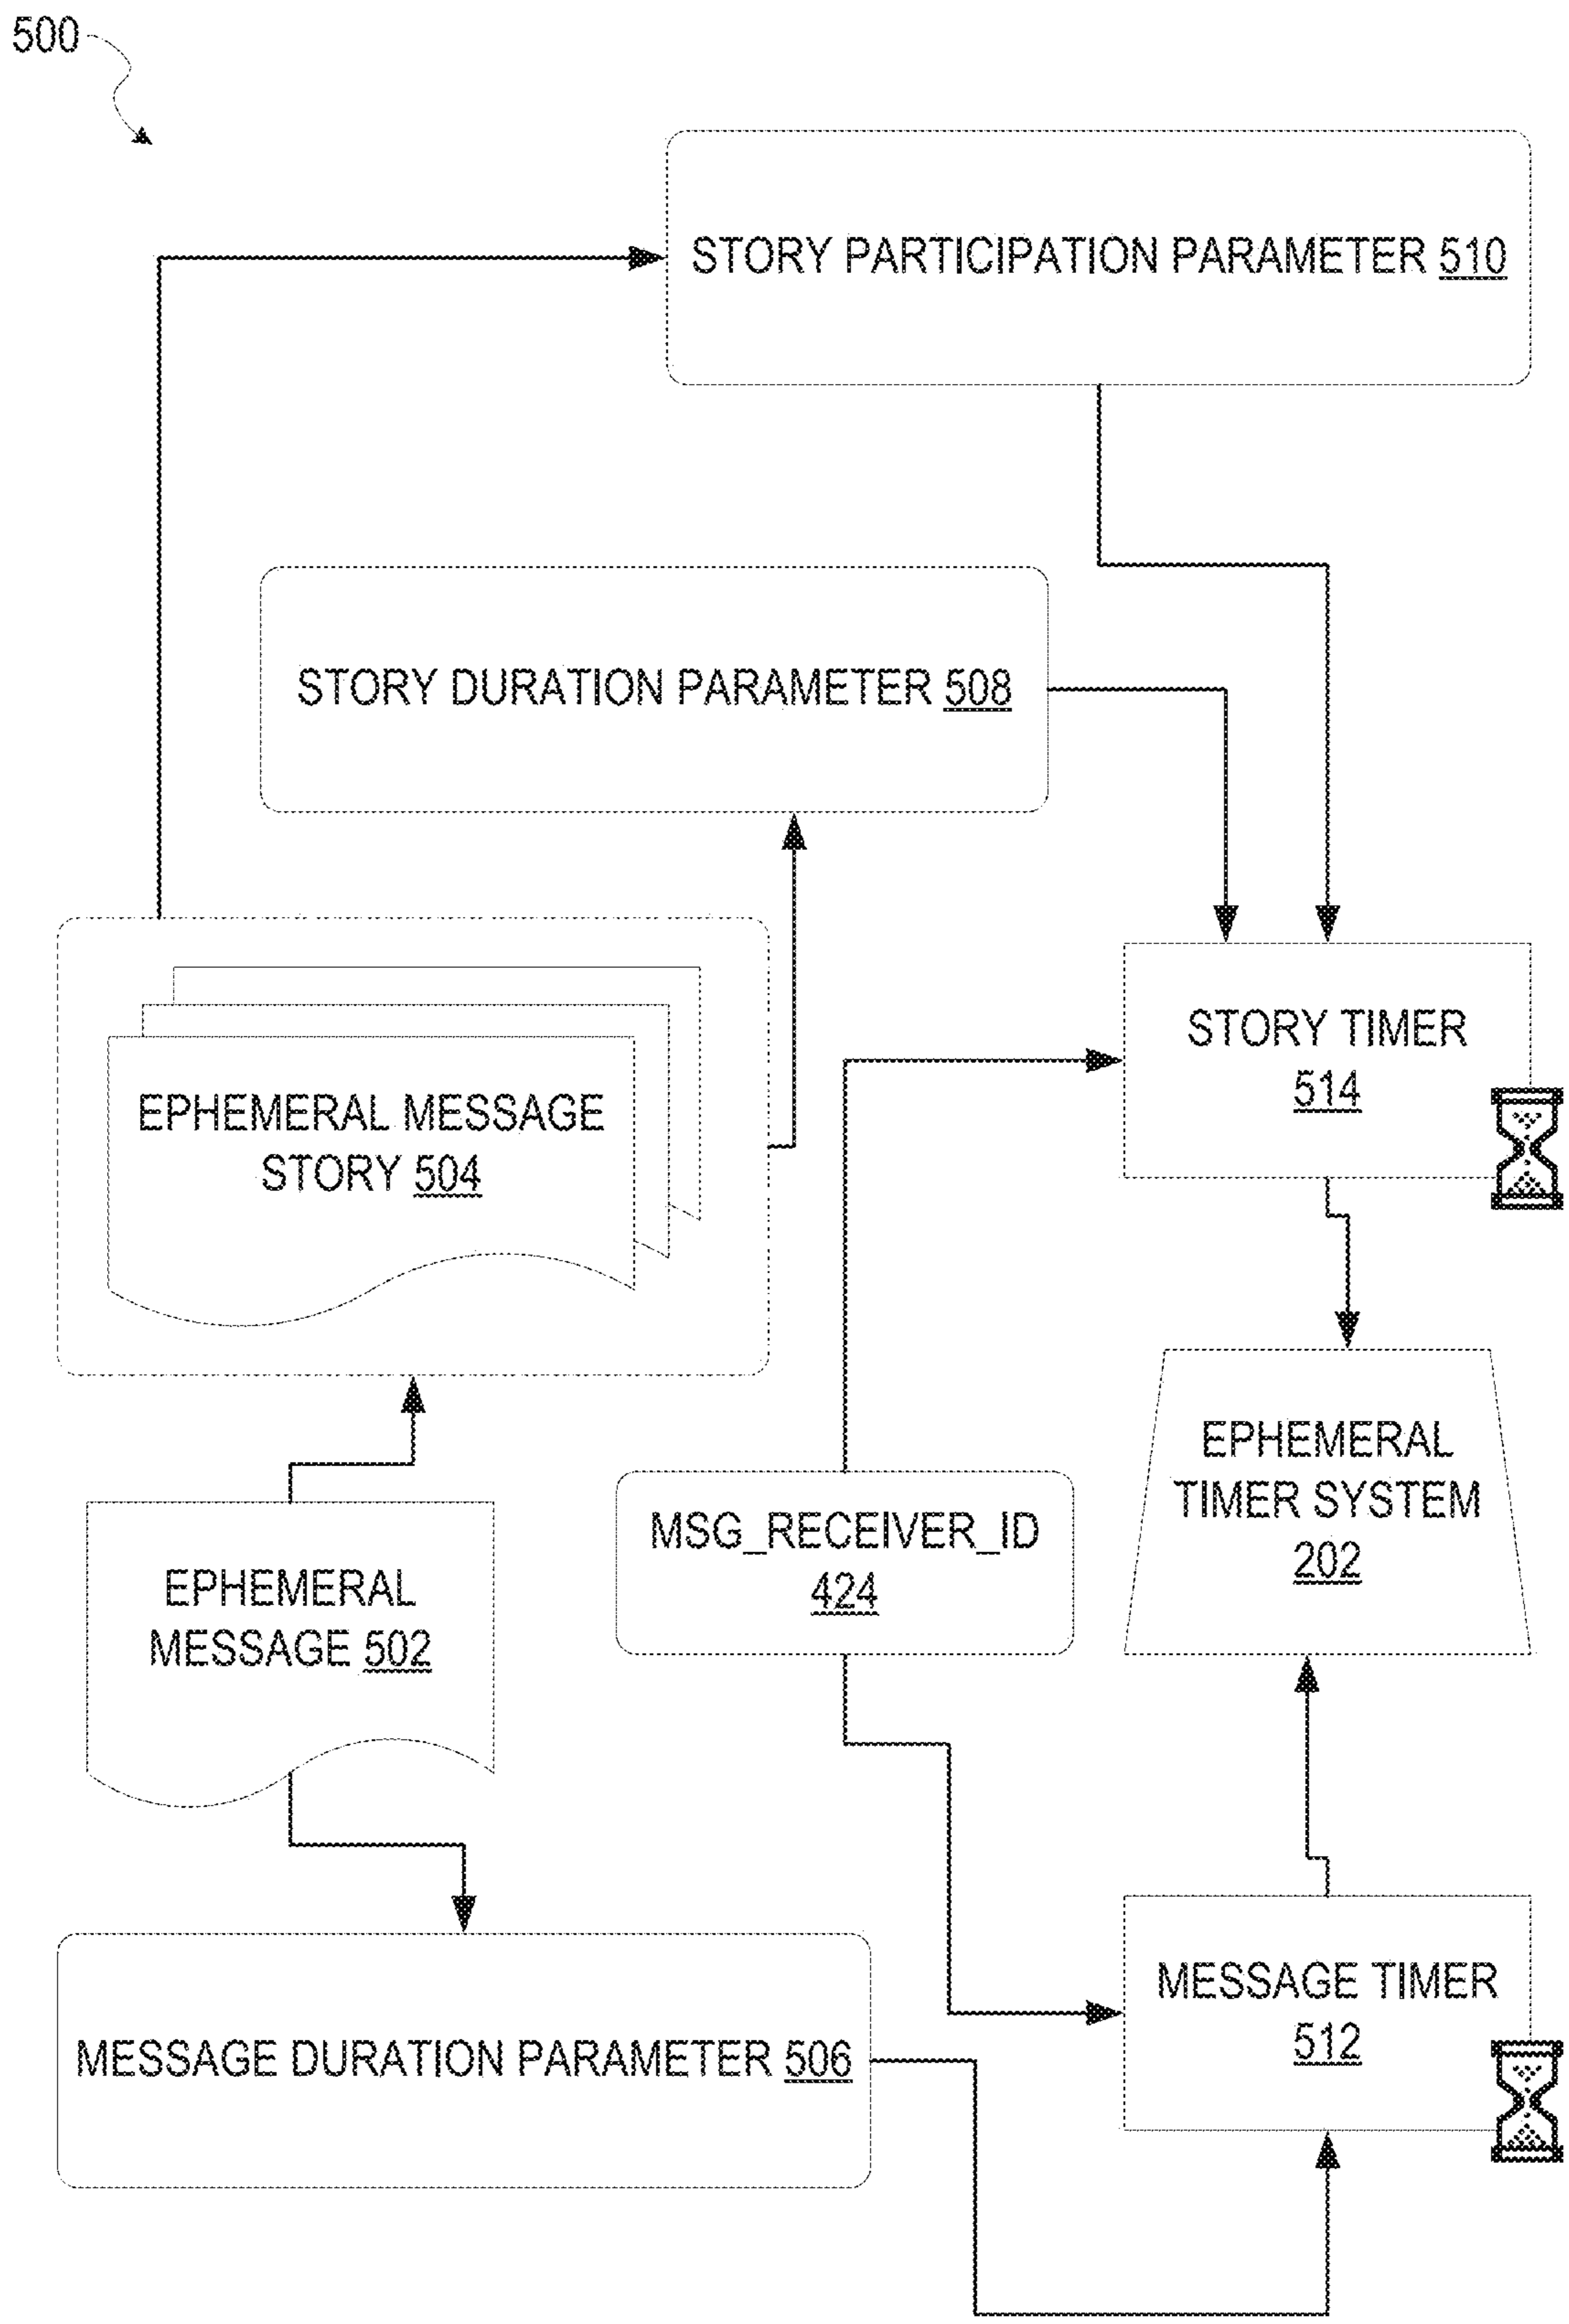 500
STORY PARTICIPATION PARAMETER 510
STORY DURATION PARAMETER 508
EPHEMERAL MESSAGE
STORY 504
STORY TIMER
514
EPHEMERAL
TIMER SYSTEM
202
MSG_RECEIVER_ID
424
EPHEMERAL
MESSAGE 502
MESSAGE TIMER
512
MESSAGE DURATION PARAMETER 506